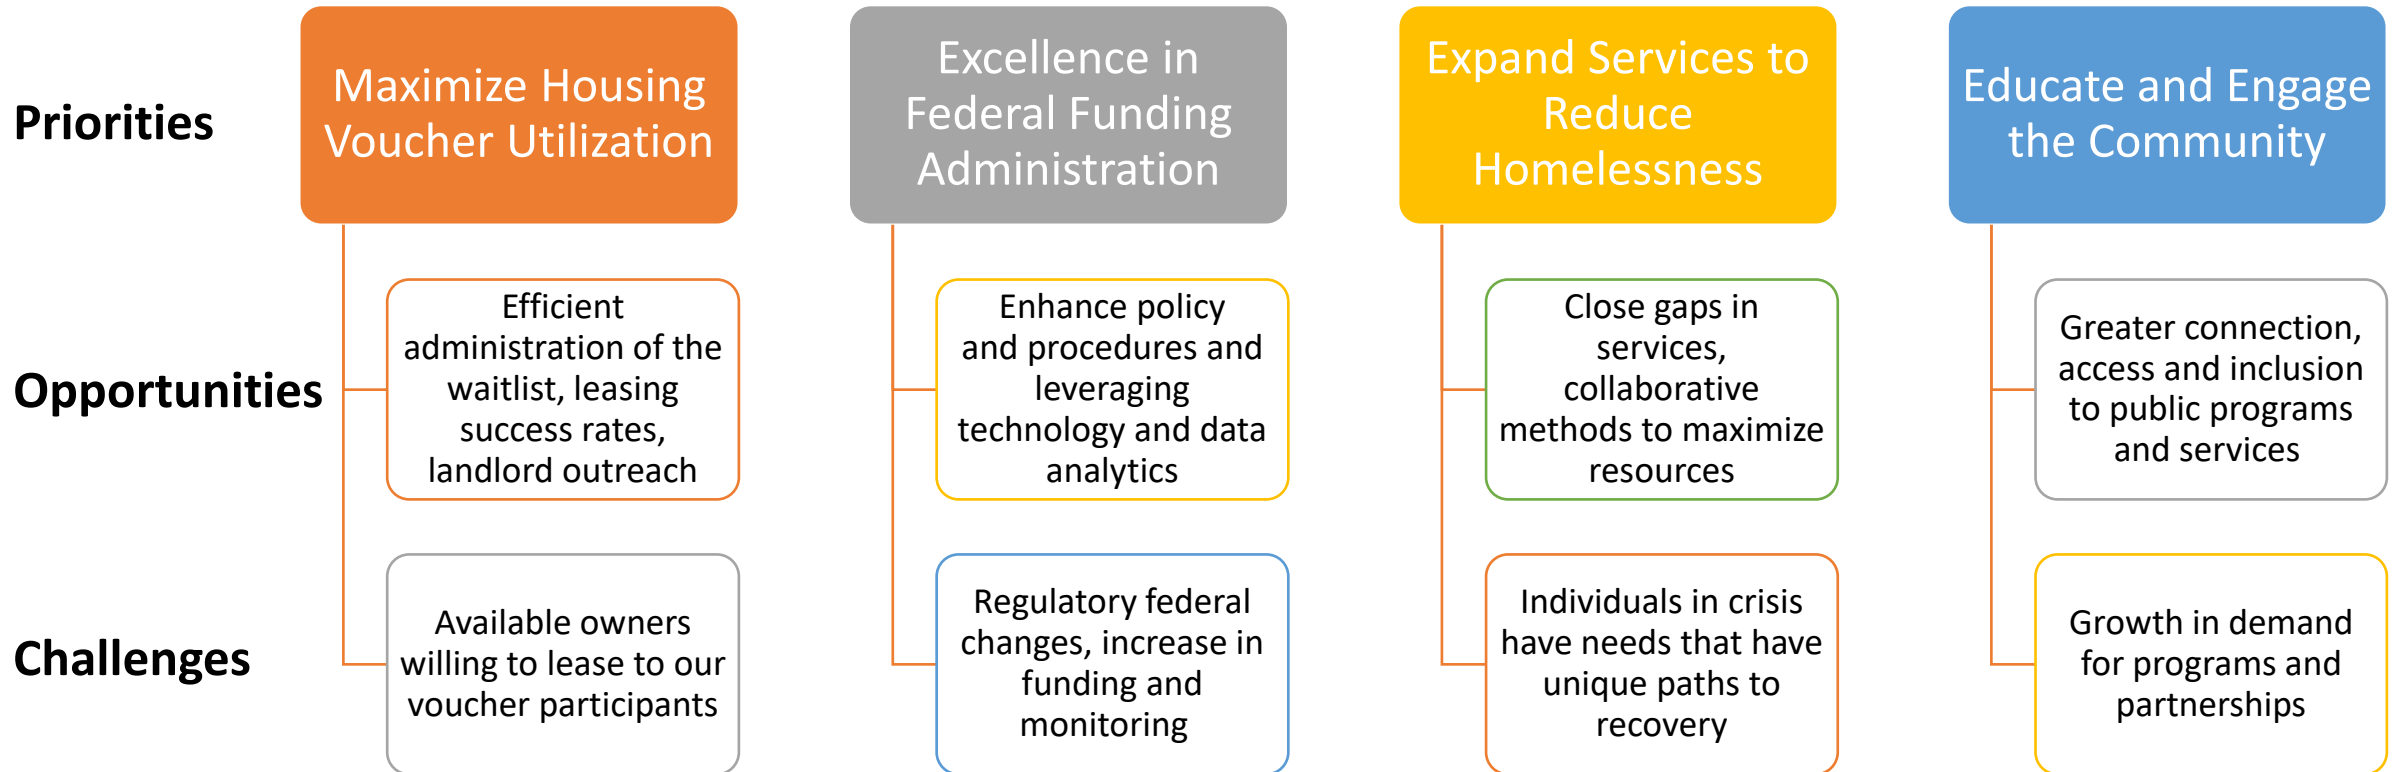 Priorities
Maximize Housing
Voucher Utilization
Excellence in
Federal Funding
Administration
Expand Services to
Reduce
Homelessness
Educate and Engage
the Community
Opportunities
Efficient
administration of the
waitlist, leasing
success rates,
landlord outreach
Enhance policy
and procedures and
leveraging
technology and data
analytics
Close gaps in
services,
collaborative
methods to maximize
resources
Greater connection,
access and inclusion
to public programs
and services
Challenges
Available owners
willing to lease to our
voucher participants
Regulatory federal
changes, increase in
funding and
monitoring
Individuals in crisis
have needs that have
unique paths to
recovery
Growth in demand
for programs and
partnerships